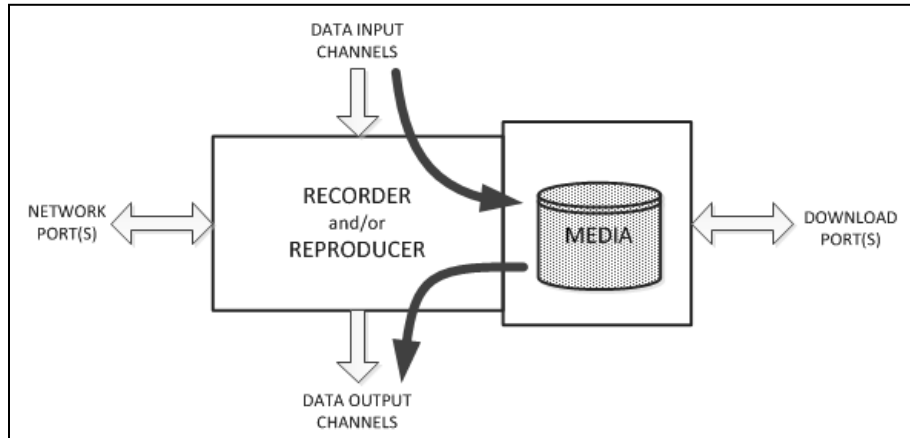 DATA INPUT
CHANNELS
RECORDER
and/or
REPRODUCER
NETWORK
PORT(S)
MEDIA
DOWNLOAD
PORT(S)
DATA OUTPUT
CHANNELS